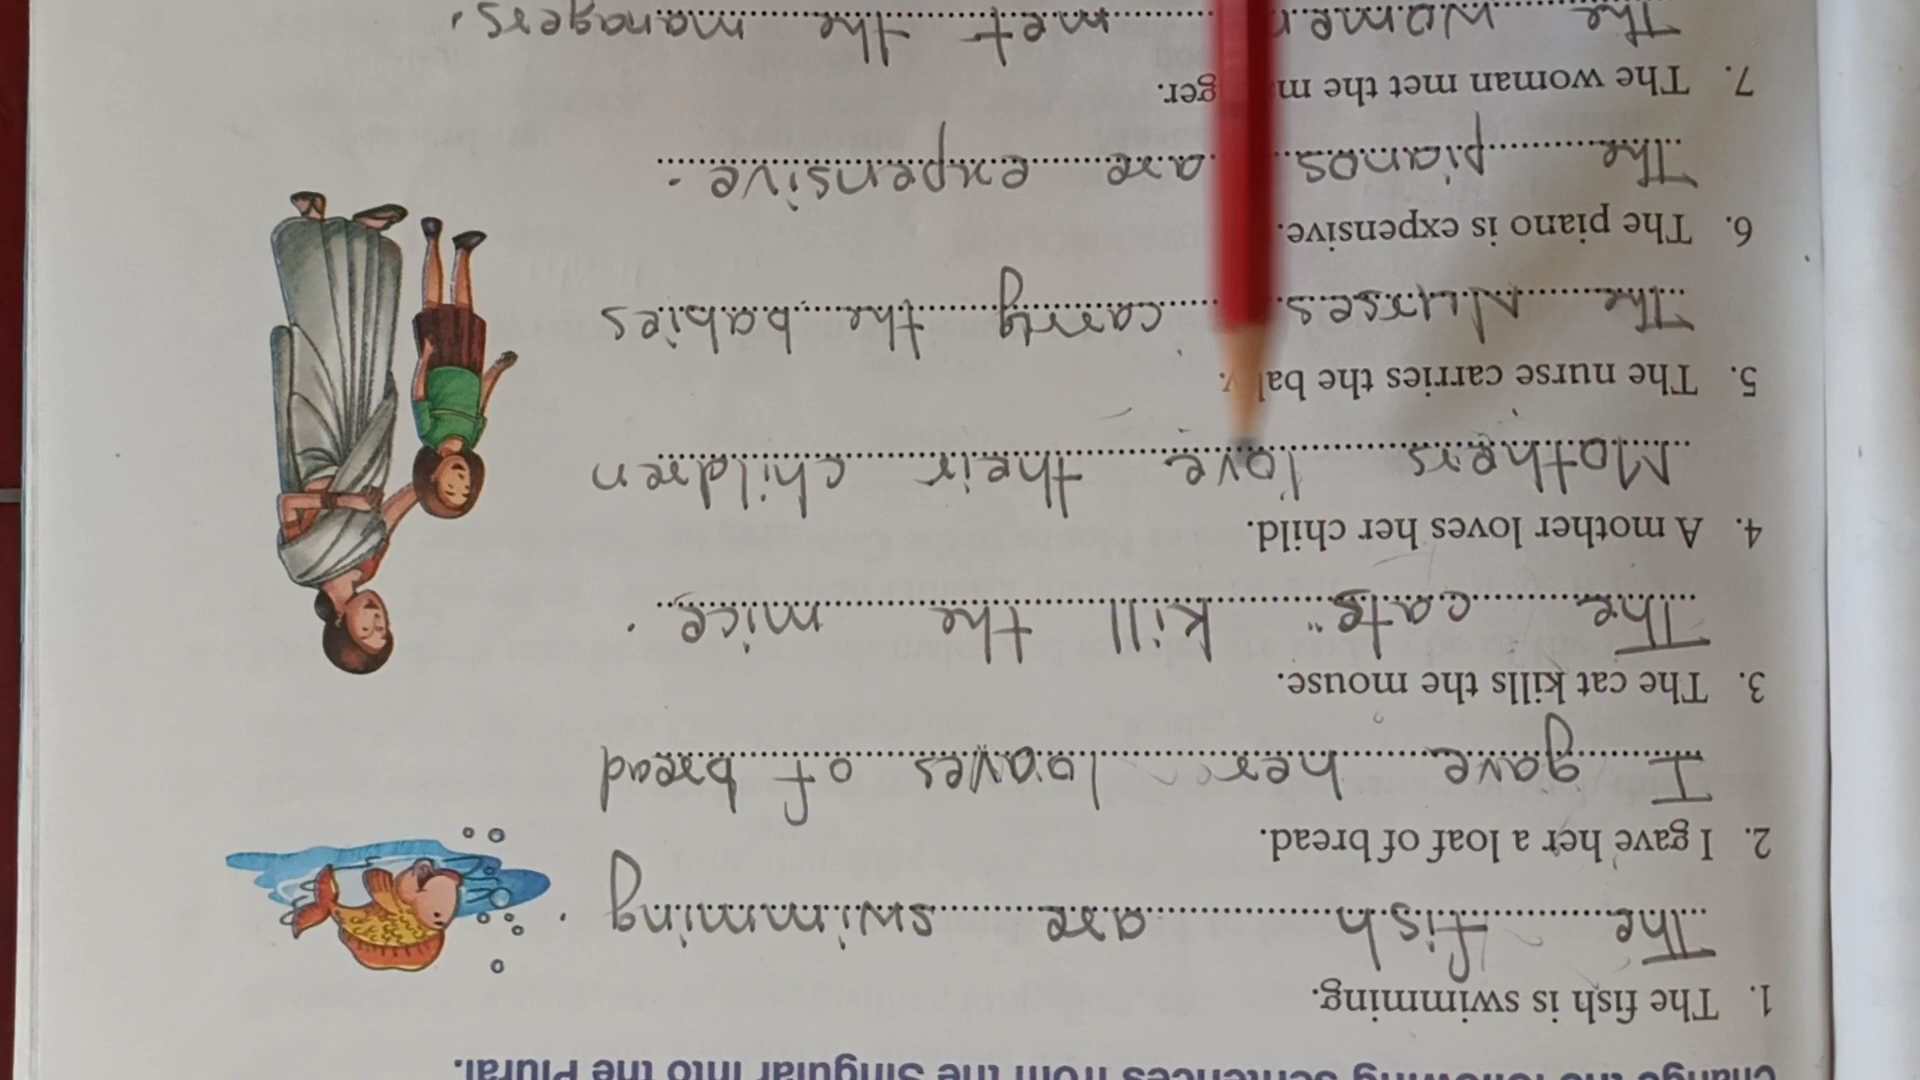 Change the following sentences from the Singular into the Plural.
1. The fish is swimming.
The fish are swimming.
2. I gave her a loaf of bread.
I gave her loaves of bread
3. The cat kills the mouse.
The cats kill the mice.
4. A mother loves her child.
Mothers love their children
5. The nurse carries the
The Nurses carry the babies
6. The piano is expensive.
The pianos are expensive.
7. The woman met the
The women met the managers.